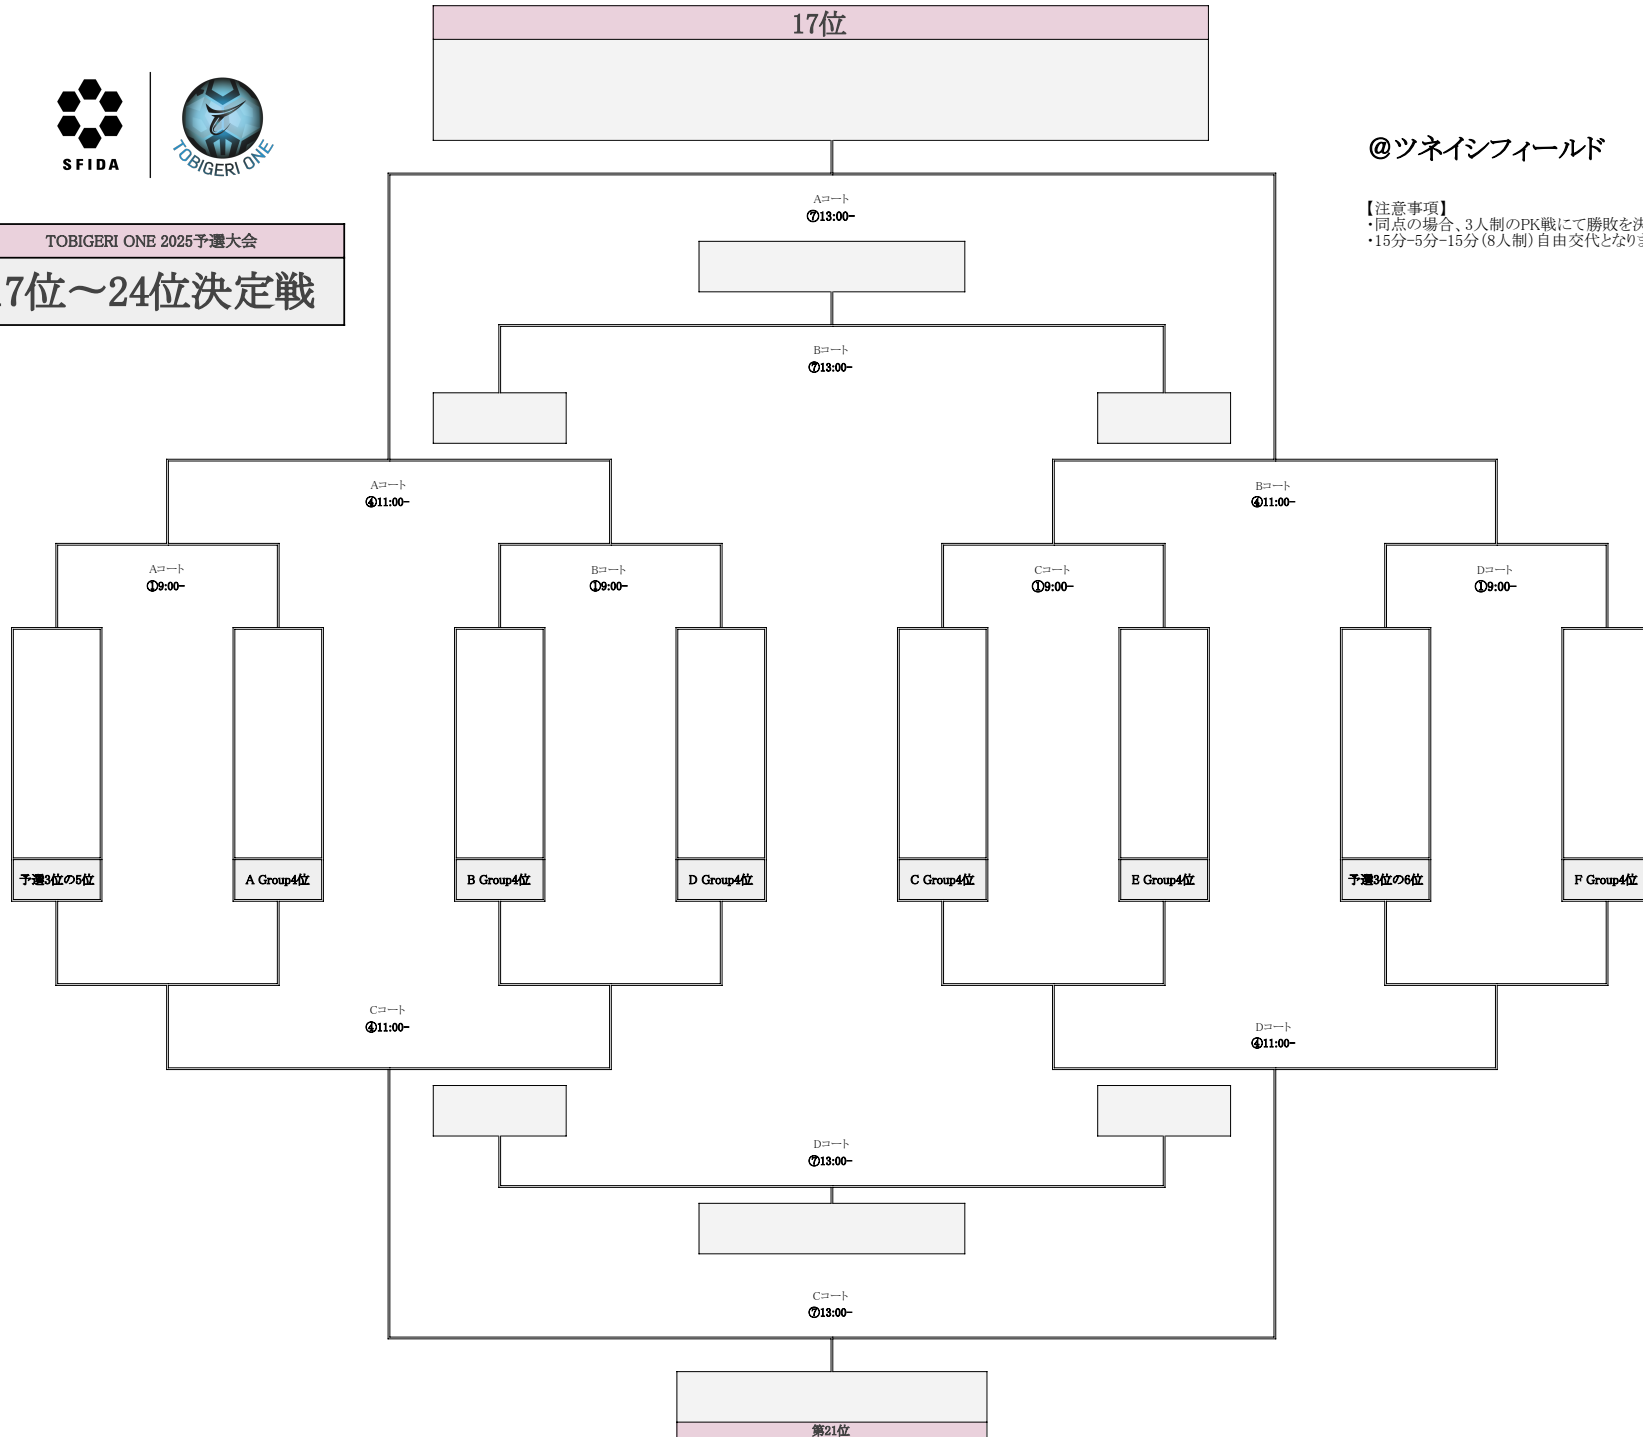 17位
SFIDA
TOBIGERI ONE
@ツネイシフィールド
【注意事項】
・同点の場合、3人制のPK戦にて勝敗を決
・15分-5分-15分(8人制)自由交代となりま
TOBIGERI ONE 2025予選大会
7位～24位決定戦
Aコート
⑦13:00-
Bコート
⑦13:00-
Aコート
④11:00-
Bコート
④11:00-
Aコート
①9:00-
Bコート
①9:00-
Cコート
①9:00-
Dコート
①9:00-
予選3位の5位
A Group4位
B Group4位
D Group4位
C Group4位
E Group4位
予選3位の6位
F Group4位
Cコート
④11:00-
Dコート
④11:00-
Dコート
⑦13:00-
Cコート
⑦13:00-
第21位